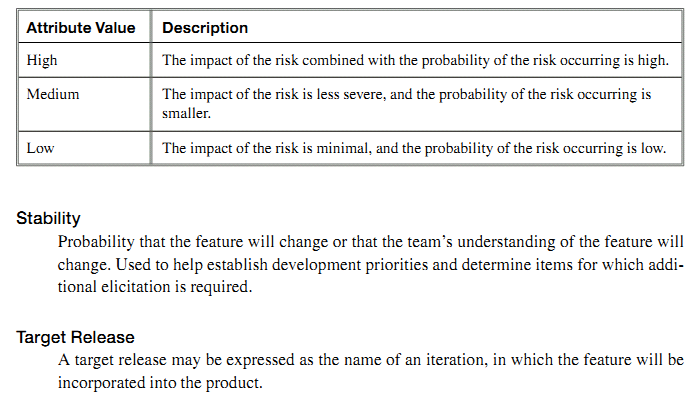 Attribute Value Description
High The impact of the risk combined with the probability of the risk occurring is high.
Medium The impact of the risk is less severe, and the probability of the risk occurring is
smaller.
Low The impact of the risk is minimal, and the probability of the risk occurring is low.
Stability
Probability that the feature will change or that the team’s understanding of the feature will
change. Used to help establish development priorities and determine items for which addi-
tional elicitation is required.
Target Release
A target release may be expressed as the name of an iteration, in which the feature will be
incorporated into the product.